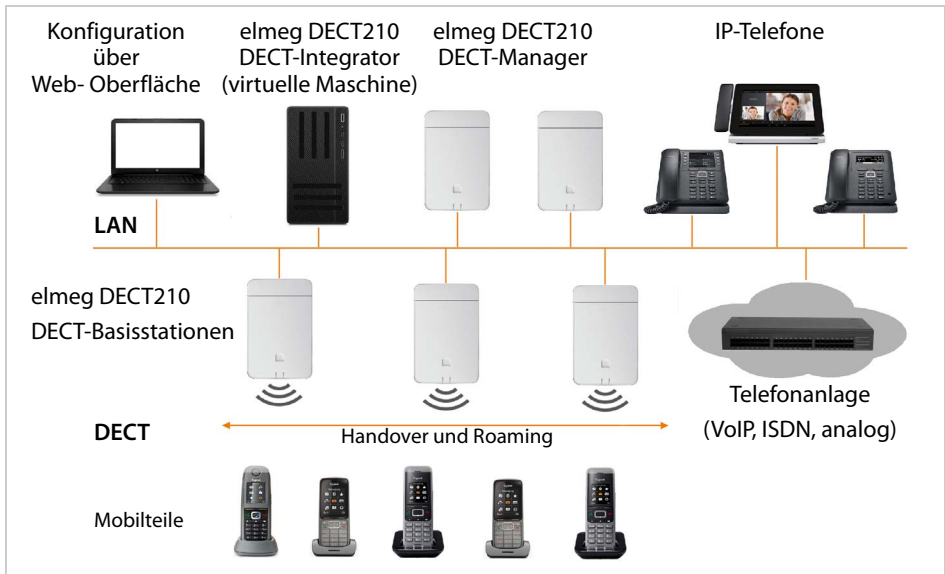 Konfiguration
über
Web- Oberfläche
elmeg DECT210
DECT-Integrator
(virtuelle Maschine)
elmeg DECT210
DECT-Manager
IP-Telefone
LAN
elmeg DECT210
DECT-Basisstationen
Telefonanlage
(VoIP, ISDN, analog)
DECT
Handover und Roaming
Mobilteile